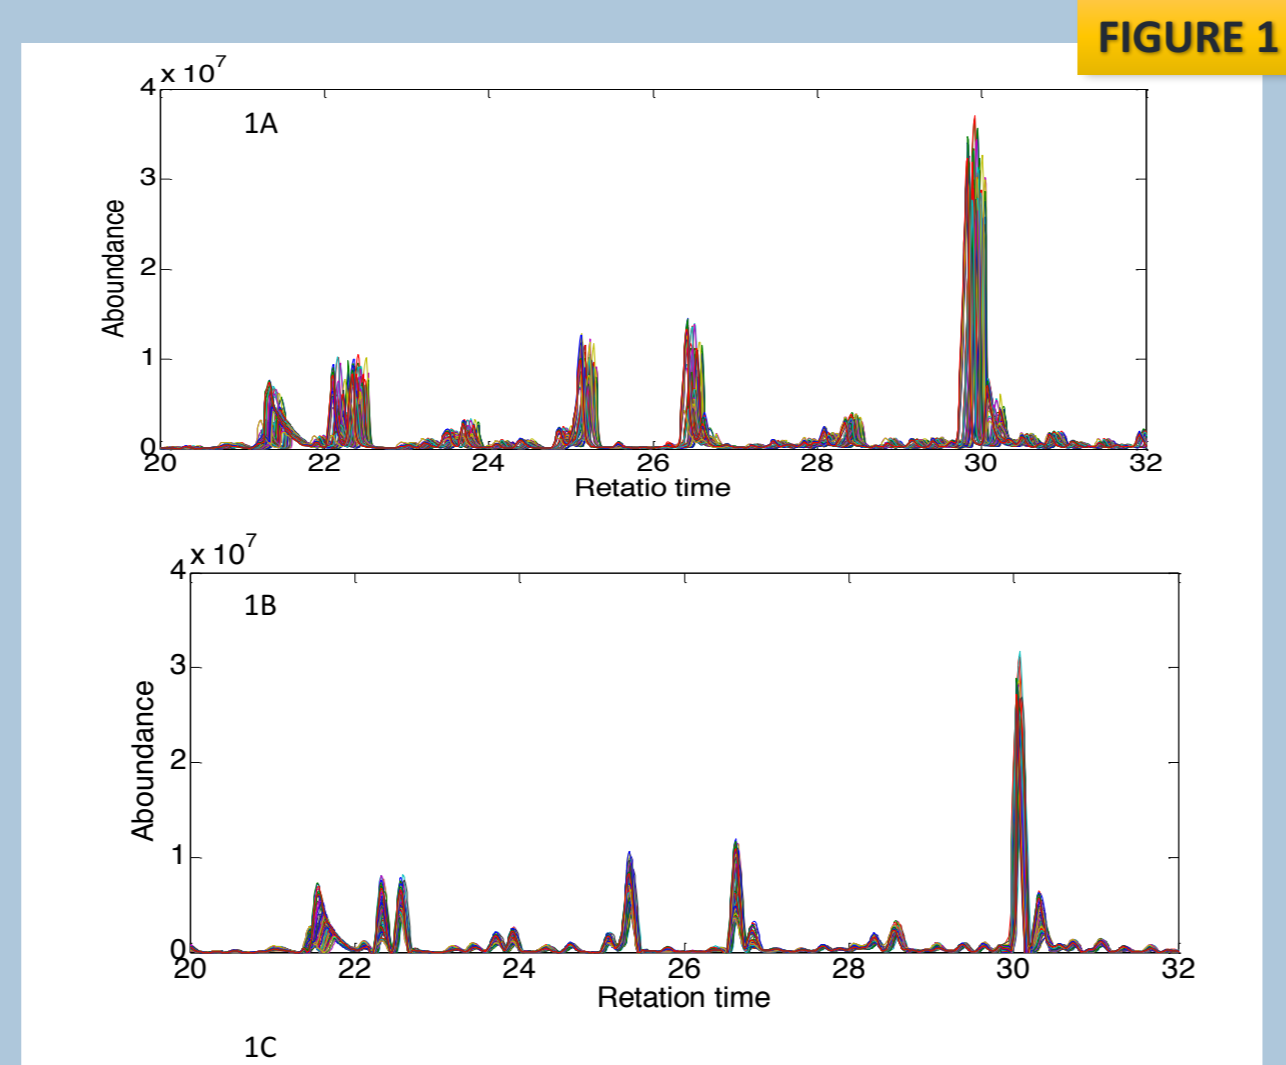 FIGURE 1
4 x 10^7
1A
3
2
1
0
Aboundance
20 22 24 26 28 30 32
Retatio time
4 x 10^7
1B
3
2
1
0
Aboundance
20 22 24 26 28 30 32
Retation time
1C